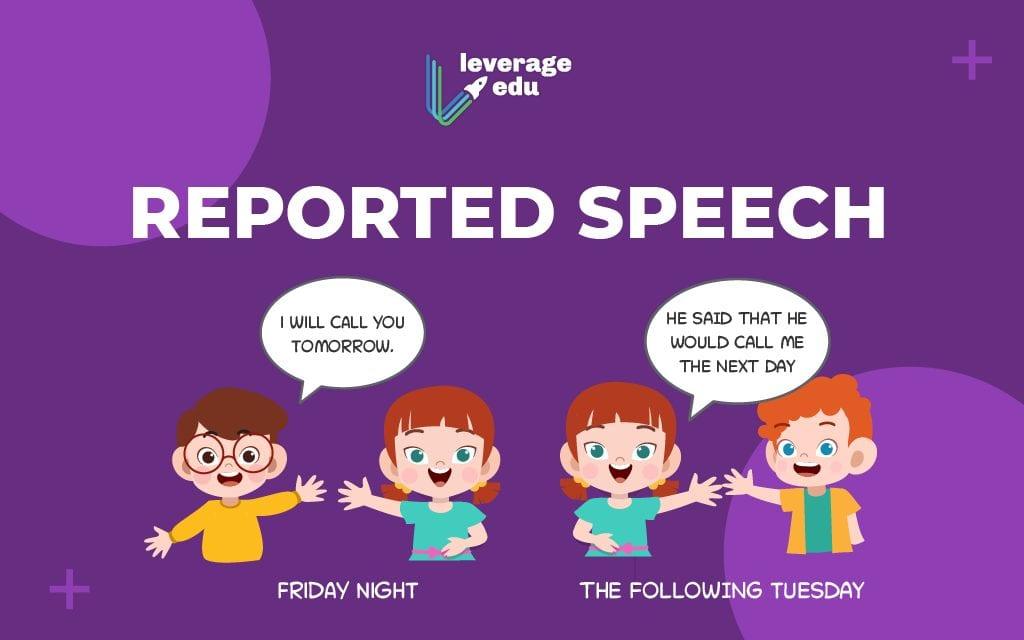 leverage
edu
REPORTED SPEECH
I WILL CALL YOU
TOMORROW.
HE SAID THAT HE
WOULD CALL ME
THE NEXT DAY
FRIDAY NIGHT
THE FOLLOWING TUESDAY